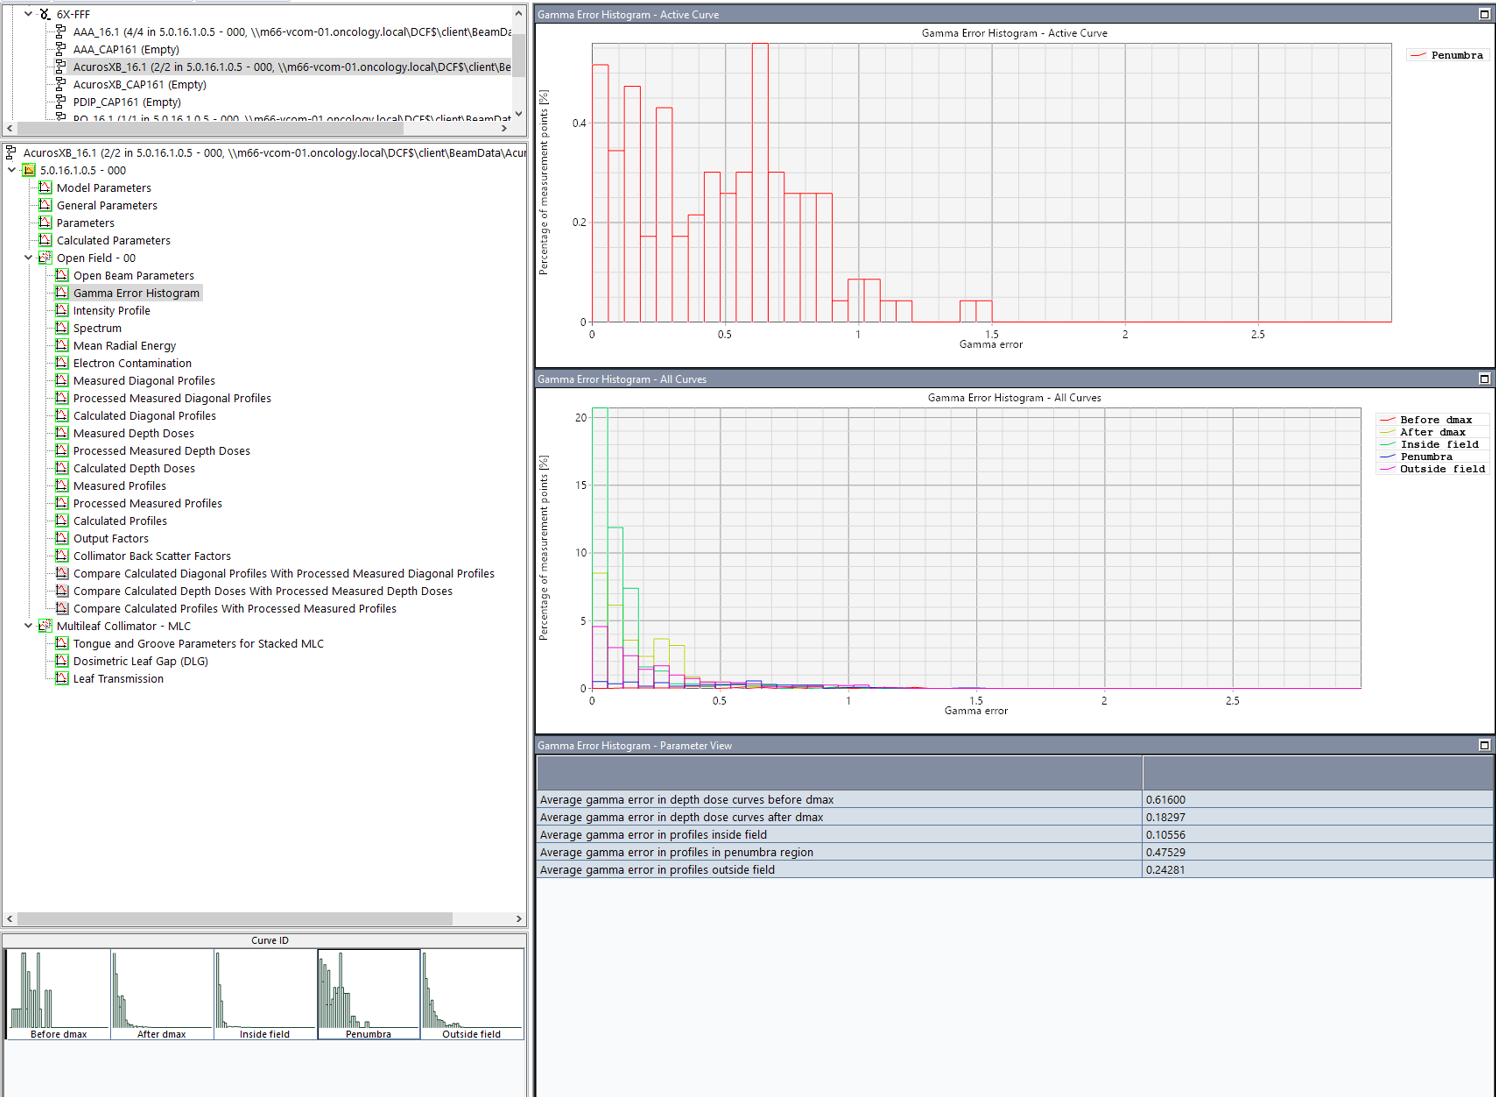 6X-FFF
AAA_16.1 (4/4 in 5.0.16.1.0.5 - 000, \\m66-vcom-01.oncology.local\DCF$\client\BeamDa
AAA_CAP161 (Empty)
AcurosXB_16.1 (2/2 in 5.0.16.1.0.5 - 000, \\m66-vcom-01.oncology.local\DCF$\client\Be
AcurosXB_CAP161 (Empty)
PDIP_CAP161 (Empty)
PO_16.1 (1/1 in 5.0.16.1.0.5 - 000, \\m66-vcom-01.oncology.local\DCF$\client\BeamDat
AcurosXB_16.1 (2/2 in 5.0.16.1.0.5 - 000, \\m66-vcom-01.oncology.local\DCF$\client\BeamData\Acur
5.0.16.1.0.5 - 000
Model Parameters
General Parameters
Parameters
Calculated Parameters
Open Field - 00
Open Beam Parameters
Gamma Error Histogram
Intensity Profile
Spectrum
Mean Radial Energy
Electron Contamination
Measured Diagonal Profiles
Processed Measured Diagonal Profiles
Calculated Diagonal Profiles
Measured Depth Doses
Processed Measured Depth Doses
Calculated Depth Doses
Measured Profiles
Processed Measured Profiles
Calculated Profiles
Output Factors
Collimator Back Scatter Factors
Compare Calculated Diagonal Profiles With Processed Measured Diagonal Profiles
Compare Calculated Depth Doses With Processed Measured Depth Doses
Compare Calculated Profiles With Processed Measured Profiles
Multileaf Collimator - MLC
Tongue and Groove Parameters for Stacked MLC
Dosimetric Leaf Gap (DLG)
Leaf Transmission
Curve ID
Before dmax After dmax Inside field Penumbra Outside field
Gamma Error Histogram - Active Curve
Gamma Error Histogram - Active Curve
Penumbra
Percentage of measurement points [%]
0.4
0.2
0
0 0.5 1 1.5 2 2.5
Gamma error
Gamma Error Histogram - All Curves
Gamma Error Histogram - All Curves
Before dmax
After dmax
Inside field
Penumbra
Outside field
Percentage of measurement points [%]
20
15
10
5
0
0 0.5 1 1.5 2 2.5
Gamma error
Gamma Error Histogram - Parameter View
Average gamma error in depth dose curves before dmax 0.61600
Average gamma error in depth dose curves after dmax 0.18297
Average gamma error in profiles inside field 0.10556
Average gamma error in profiles in penumbra region 0.47529
Average gamma error in profiles outside field 0.24281